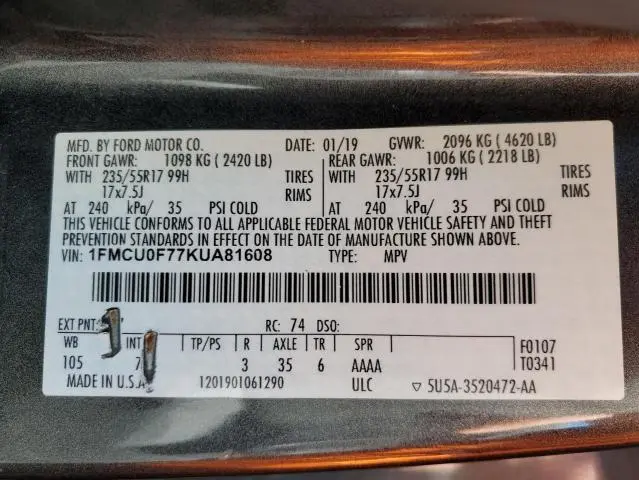 MFD. BY FORD MOTOR CO. DATE: 01/19 GVWR: 2096 KG ( 4620 LB)
FRONT GAWR: 1098 KG ( 2420 LB) REAR GAWR: 1006 KG ( 2218 LB)
WITH 235/55R17 99H TIRES WITH 235/55R17 99H TIRES
17x7.5J RIMS 17x7.5J RIMS
AT 240 kPa/ 35 PSI COLD AT 240 kPa/ 35 PSI COLD
THIS VEHICLE CONFORMS TO ALL APPLICABLE FEDERAL MOTOR VEHICLE SAFETY AND THEFT
PREVENTION STANDARDS IN EFFECT ON THE DATE OF MANUFACTURE SHOWN ABOVE.
VIN: 1FMCU0F77KUA81608 TYPE: MPV
EXT PNT: RC: 74 DSO:
WB INT TP/PS R AXLE TR SPR F0107
105 7 3 35 6 AAAA T0341
MADE IN U.S.A 1201901061290 ULC ▽ 5U5A-3520472-AA